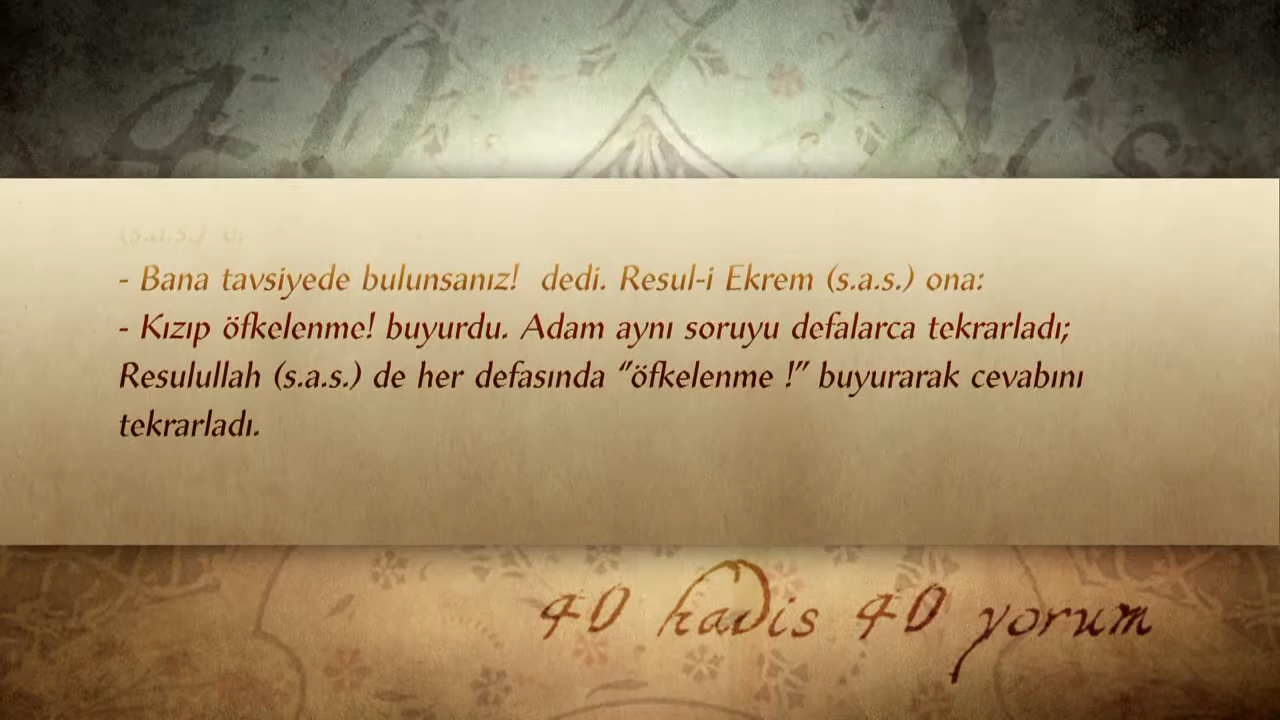 (s.a.s.)
- Bana tavsiyede bulunsanız! dedi. Resul-i Ekrem (s.a.s.) ona:
- Kızıp öfkelenme! buyurdu. Adam aynı soruyu defalarca tekrarladı;
Resulullah (s.a.s.) de her defasında “öfkelenme !” buyurarak cevabını
tekrarladı.
40 hadis 40 yorum